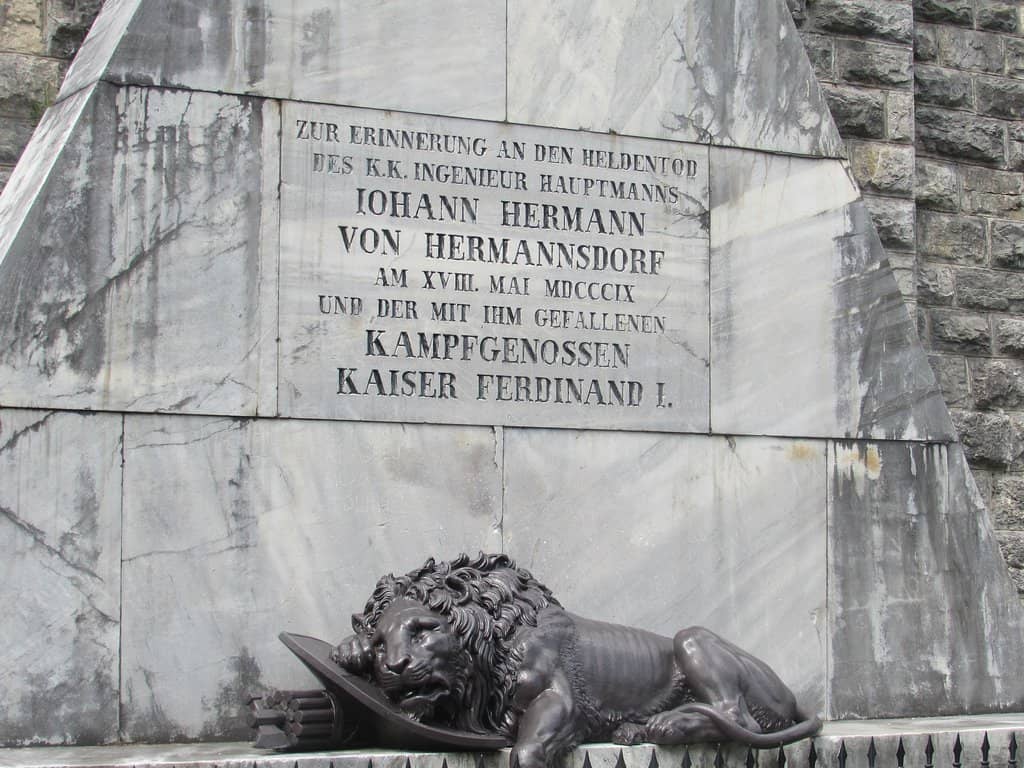 ZUR ERINNERUNG AN DEN HELDENTOD
DES K.K. INGENIEUR HAUPTMANNS
IOHANN HERMANN
VON HERMANNSDORF
AM XVIII. MAI MDCCCIX
UND DER MIT IHM GEFALLENEN
KAMPFGENOSSEN
KAISER FERDINAND I.